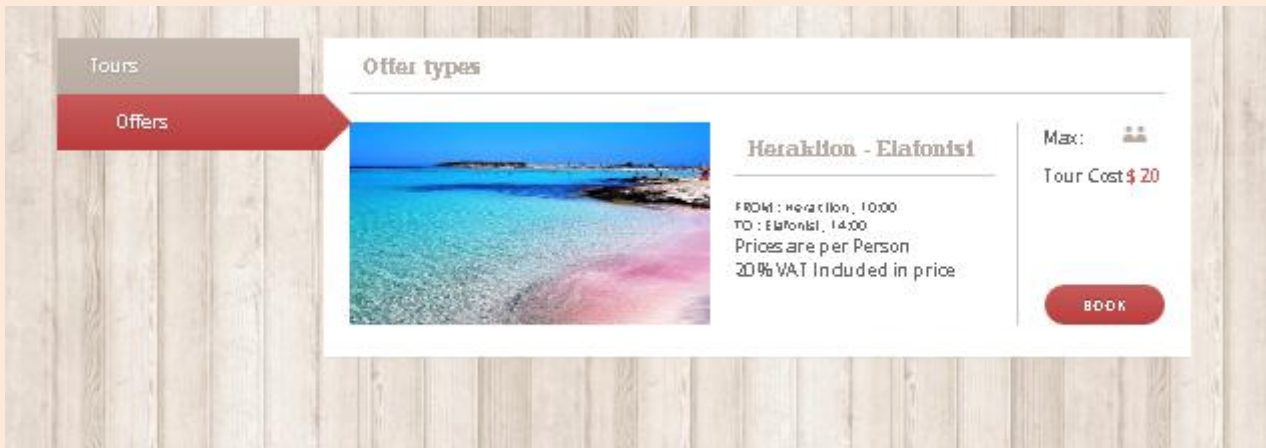 Tours
Offers
Offer types
Heraklion - Elafonisi
FROM : Heraklion, 10:00
TO : Elafonisi, 14:00
Prices are per Person
20% VAT Included in price
Max:
Tour Cost $ 20
BOOK